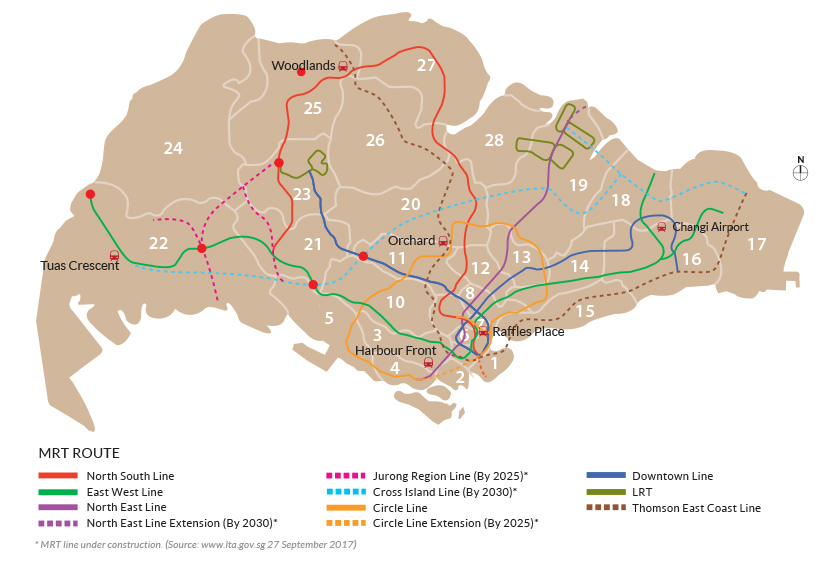 N
Woodlands
27
25
24
26
28
19
23
18
20
22
21
Orchard
Changi Airport
17
Tuas Crescent
11
13
16
12
14
10
8
15
5
3
6
7
Raffles Place
Harbour Front
4
1
2
MRT ROUTE
North South Line
East West Line
North East Line
North East Line Extension (By 2030)*
Jurong Region Line (By 2025)*
Cross Island Line (By 2030)*
Circle Line
Circle Line Extension (By 2025)*
Downtown Line
LRT
Thomson East Coast Line
* MRT line under construction. (Source: www.lta.gov.sg 27 September 2017)